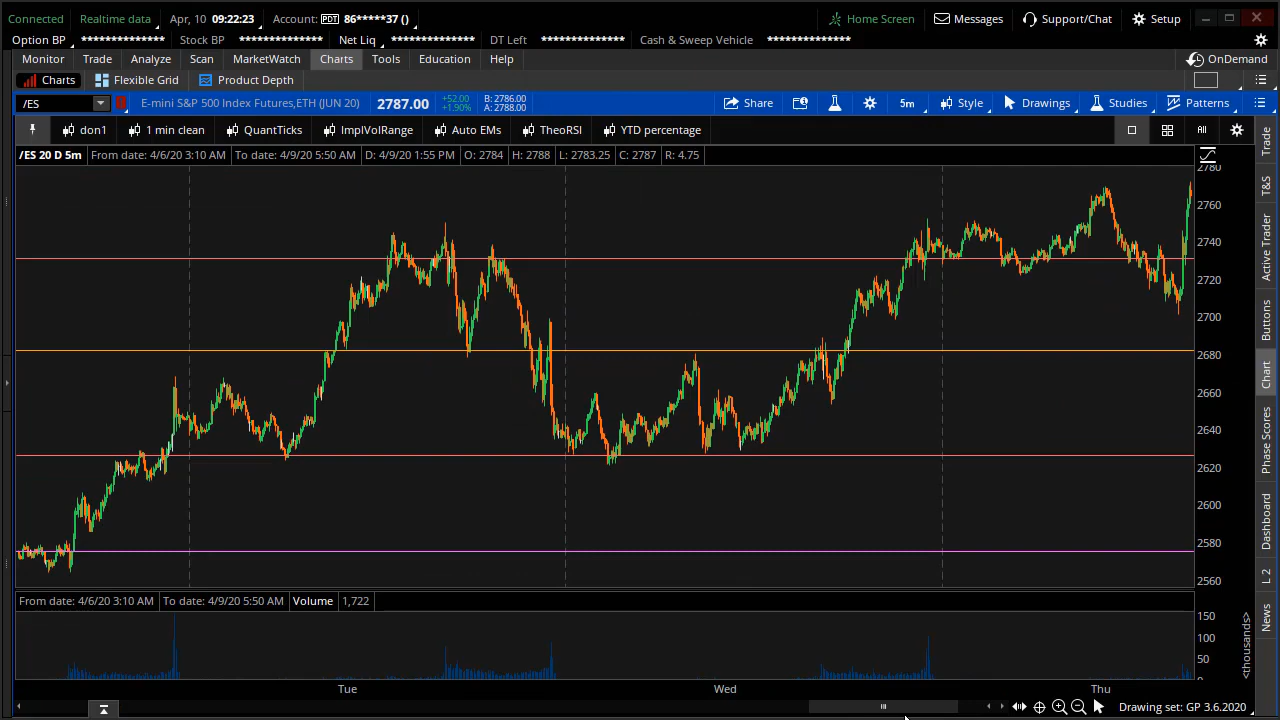 Connected Realtime data Apr, 10 09:22:23 Account: PDT 86*****37 () Home Screen Messages Support/Chat Setup
Option BP ************ Stock BP ************ Net Liq ************ DT Left ************ Cash & Sweep Vehicle ************
Monitor Trade Analyze Scan MarketWatch Charts Tools Education Help OnDemand
Charts Flexible Grid Product Depth
/ES E-mini S&P 500 Index Futures,ETH (JUN 20) 2787.00 +52.00 +1.90% B: 2786.00 A: 2788.00 Share 5m Style Drawings Studies Patterns
don1 1 min clean QuantTicks ImplVolRange Auto EMs TheoRSI YTD percentage All
/ES 20 D 5m From date: 4/6/20 3:10 AM To date: 4/9/20 5:50 AM D: 4/9/20 1:55 PM O: 2784 H: 2788 L: 2783.25 C: 2787 R: 4.75
2780
2760
2740
2720
2700
2680
2660
2640
2620
2600
2580
2560
From date: 4/6/20 3:10 AM To date: 4/9/20 5:50 AM Volume 1,722
150
100
50
0
<thousands>
Tue Wed Thu
Drawing set: GP 3.6.2020
Trade
T&S
Active Trader
Buttons
Chart
Phase Scores
Dashboard
L 2
News